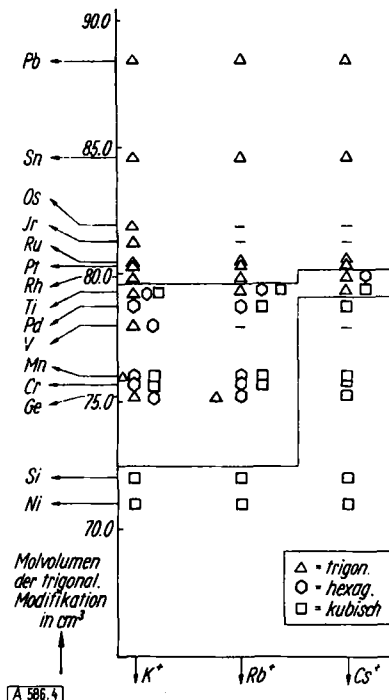 90.0
Pb
85.0
Sn
Os
Jr
Ru
Pt
80.0
Rh
Ti
Pd
V
Mn
Cr
75.0
Ge
Si
Ni
70.0
Molvolumen
der trigonal.
Modifikation
in cm³
△ = trigon.
○ = hexag.
□ = kubisch
A 586.4
K⁺
Rb⁺
Cs⁺